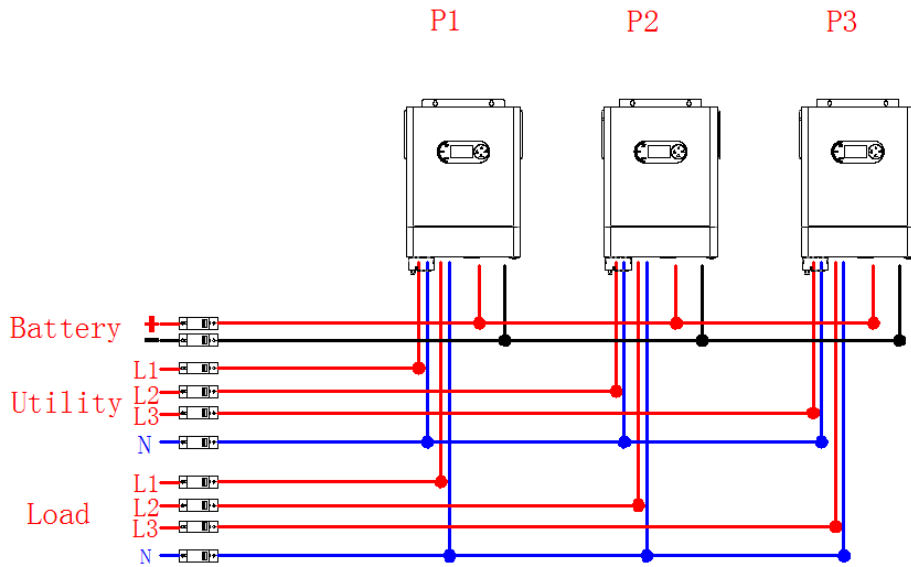 P1 P2 P3
Battery + -
L1
Utility L2
L3
N
L1
Load L2
L3
N